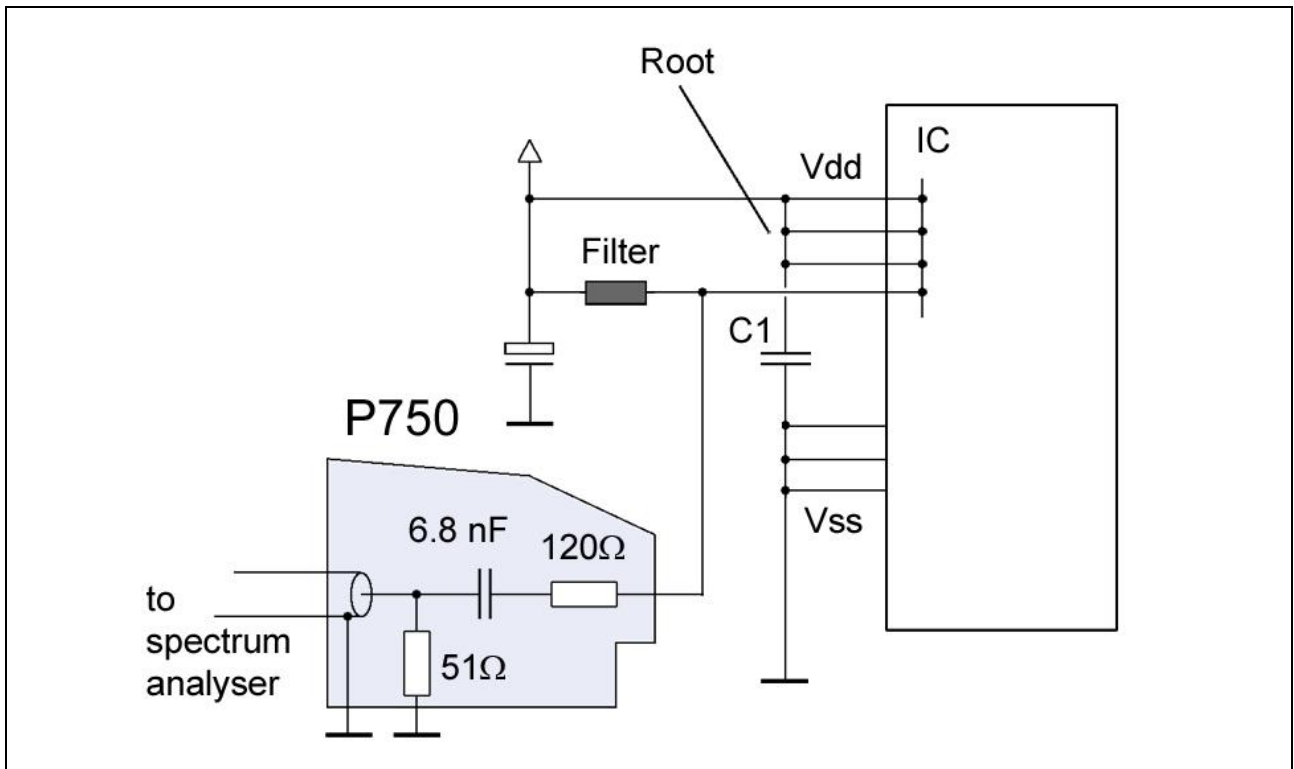 Root
IC
Vdd
Filter
C1
P750
6.8 nF
120Ω
Vss
to
spectrum
analyser
51Ω